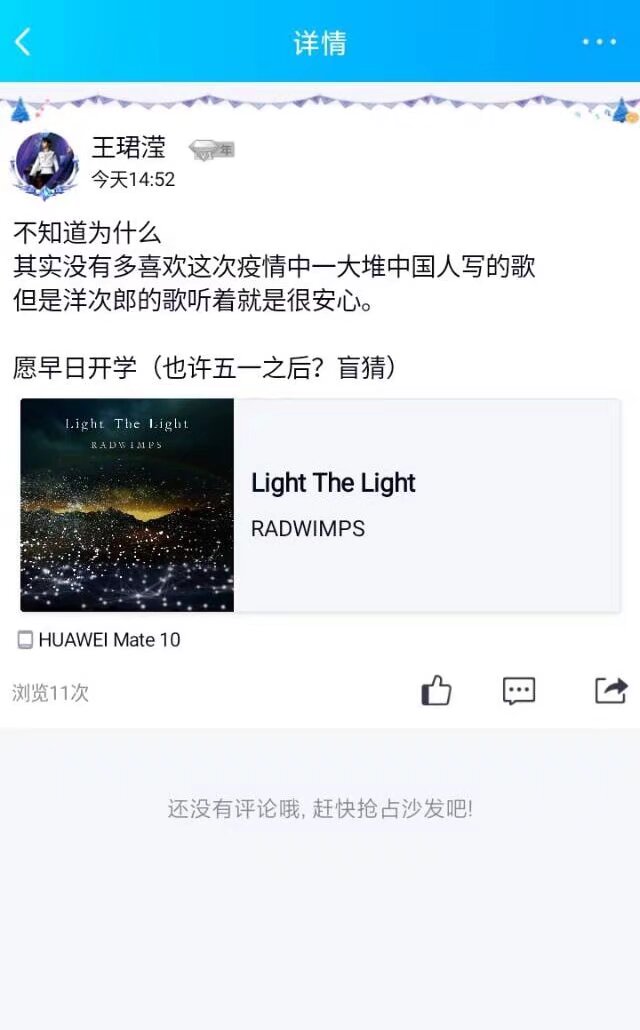 详情
王珺滢
年
今天14:52
不知道为什么
其实没有多喜欢这次疫情中一大堆中国人写的歌
但是洋次郎的歌听着就是很安心。
愿早日开学（也许五一之后？盲猜）
Light The Light
RADWIMPS
Light The Light
RADWIMPS
HUAWEI Mate 10
浏览11次
还没有评论哦, 赶快抢占沙发吧!